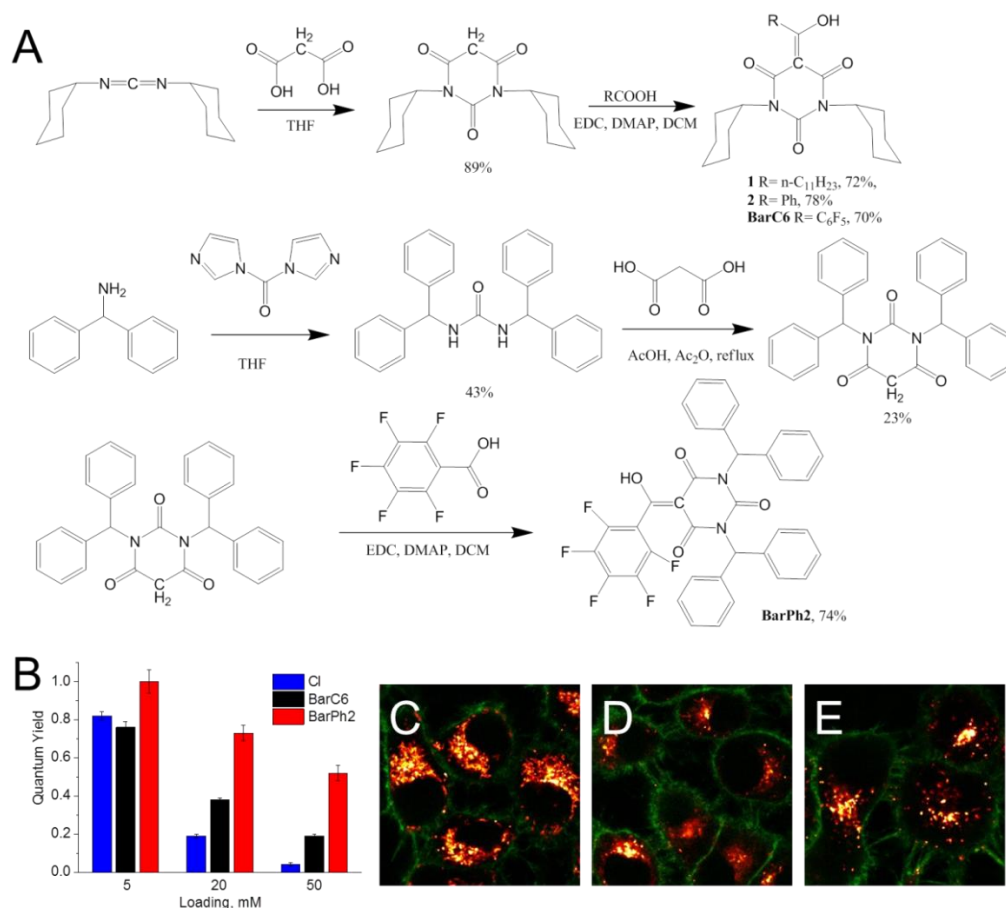 A
N=C=N
H2
O O
OH OH
THF
H2
O O
N N
O
89%
RCOOH
EDC, DMAP, DCM
R OH
O O
N N
O
1 R= n-C11H23, 72%,
2 R= Ph, 78%
BarC6 R= C6F5, 70%
NH2
N N N N
O
THF
O
N N
H H
43%
HO OH
O O
AcOH, Ac2O, reflux
O
N N
O O
H2
23%
O
N N
O O
H2
F
F F
F F
OH
O
EDC, DMAP, DCM
O
HO N
O
F N
F O
F F
F
BarPh2, 74%
B
Quantum Yield
1.0
0.8
0.6
0.4
0.2
0.0
Cl
BarC6
BarPh2
5 20 50
Loading, mM
C
D
E